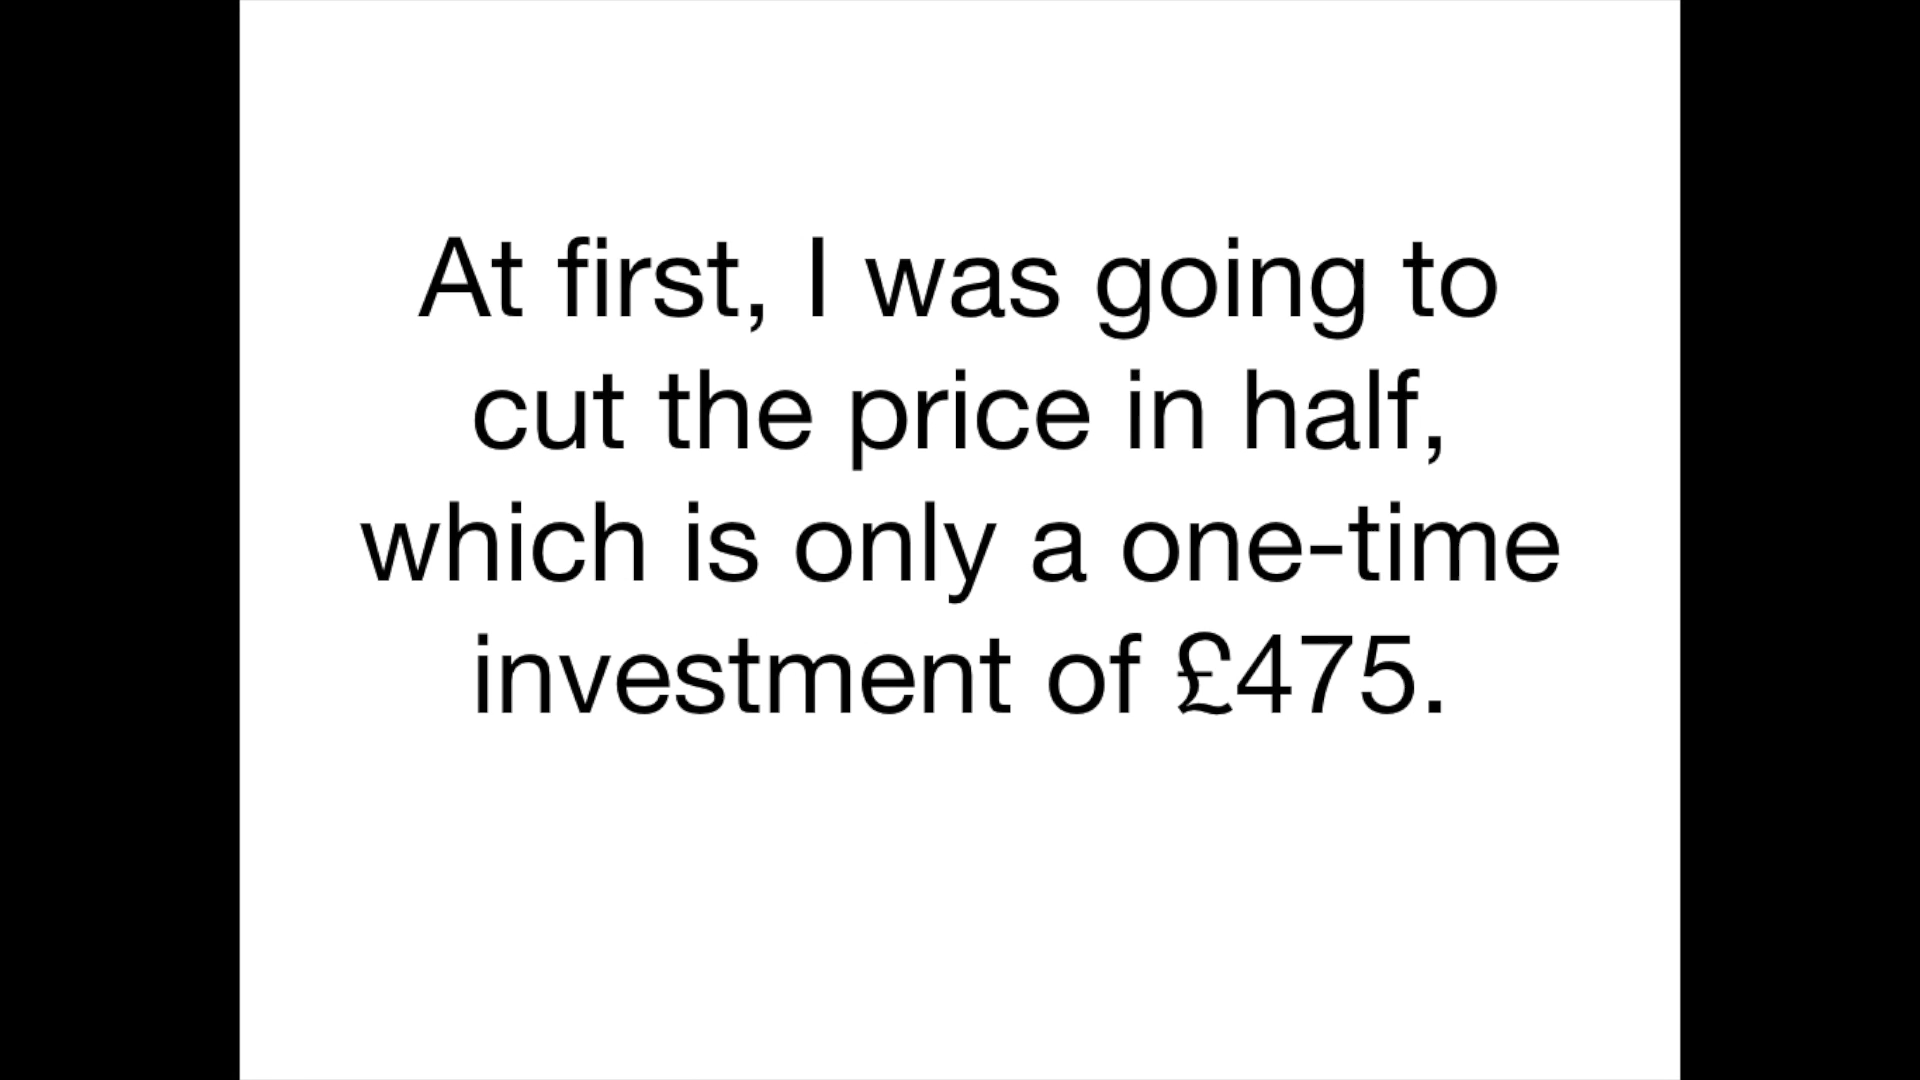 At first, I was going to
cut the price in half,
which is only a one-time
investment of £475.